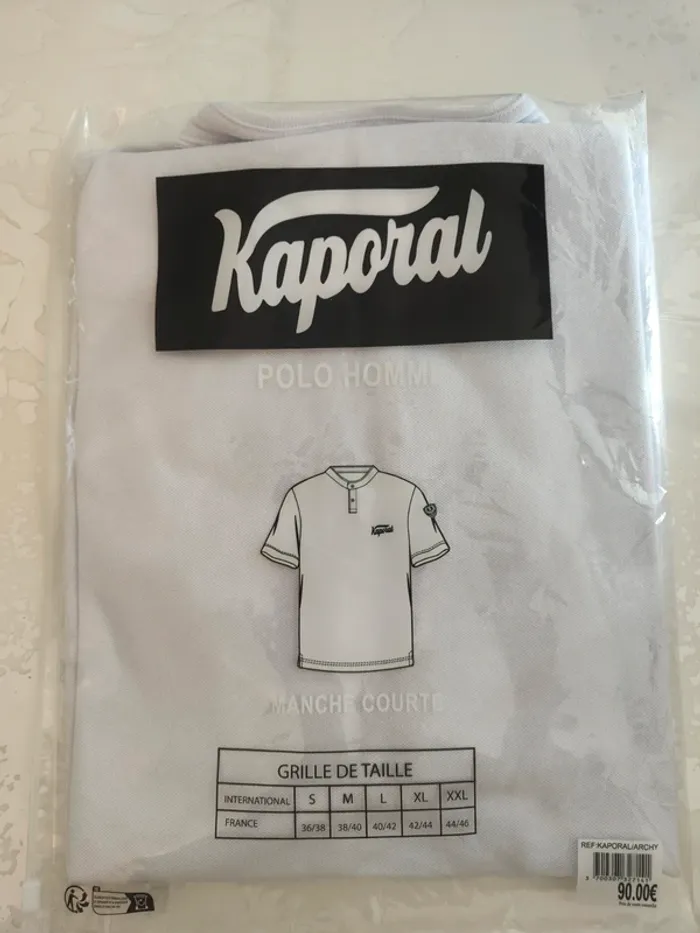 Kaporal
POLO HOMME
Kaporal
MANCHE COURTE
GRILLE DE TAILLE
INTERNATIONAL S M L XL XXL
FRANCE 36/38 38/40 40/42 42/44 44/46
REF:KAPORAL/ARCHY
90.00€